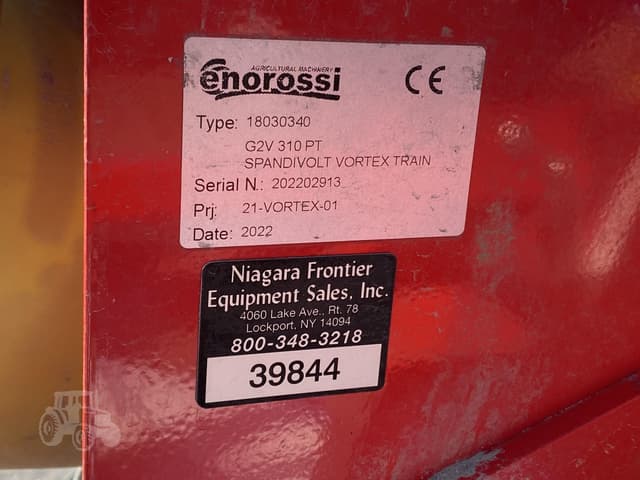 AGRICULTURAL MACHINERY
enorossi CE
Type: 18030340
G2V 310 PT
SPANDIVOLT VORTEX TRAIN
Serial N.: 202202913
Prj: 21-VORTEX-01
Date: 2022
Niagara Frontier
Equipment Sales, Inc.
4060 Lake Ave., Rt. 78
Lockport, NY 14094
800-348-3218
39844